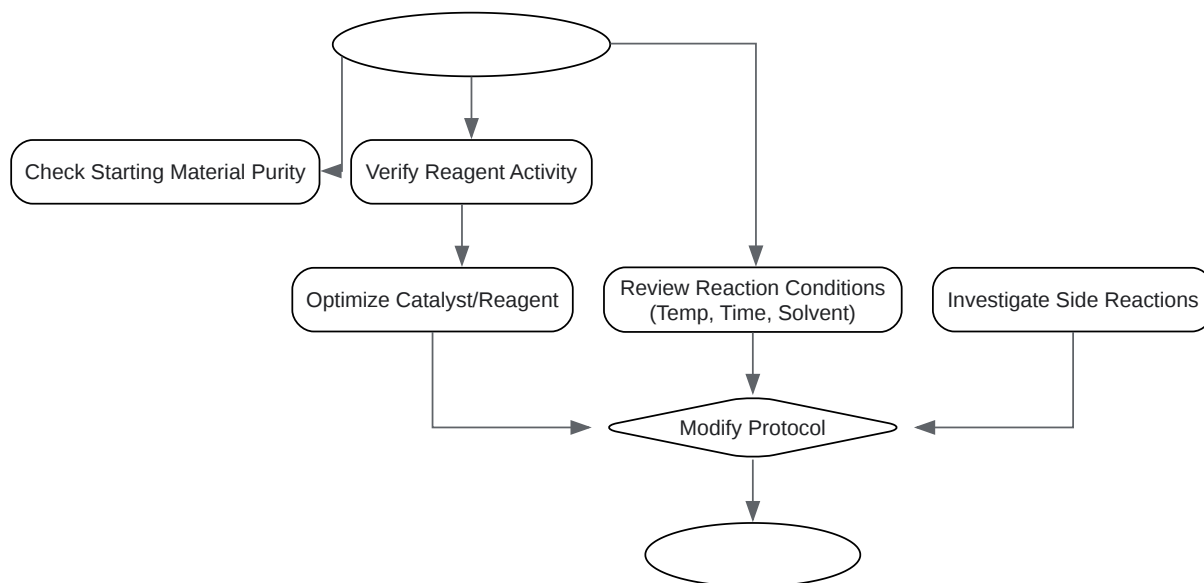 Check Starting Material Purity
Verify Reagent Activity
Optimize Catalyst/Reagent
Review Reaction Conditions
(Temp, Time, Solvent)
Investigate Side Reactions
Modify Protocol